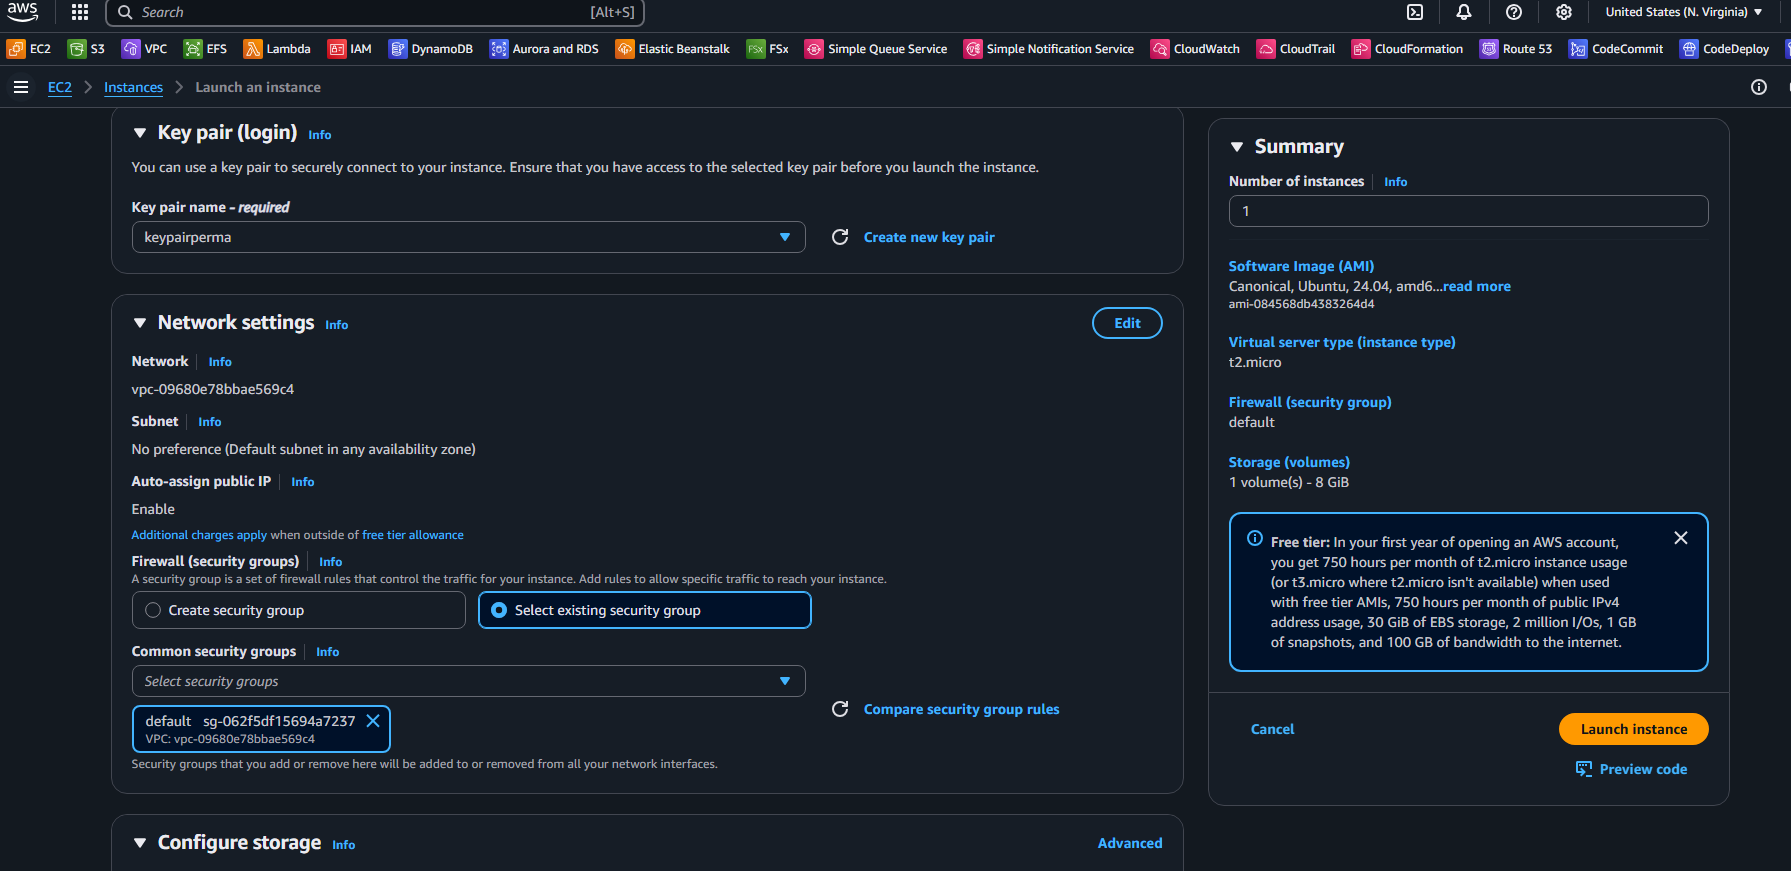 aws
Search [Alt+S]
United States (N. Virginia)
EC2 S3 VPC EFS Lambda IAM DynamoDB Aurora and RDS Elastic Beanstalk FSx FSx Simple Queue Service Simple Notification Service CloudWatch CloudTrail CloudFormation Route 53 CodeCommit CodeDeploy
EC2 Instances Launch an instance
Key pair (login) Info
You can use a key pair to securely connect to your instance. Ensure that you have access to the selected key pair before you launch the instance.
Key pair name - required
keypairperma
Create new key pair
Network settings Info
Edit
Network Info
vpc-09680e78bbae569c4
Subnet Info
No preference (Default subnet in any availability zone)
Auto-assign public IP Info
Enable
Additional charges apply when outside of free tier allowance
Firewall (security groups) Info
A security group is a set of firewall rules that control the traffic for your instance. Add rules to allow specific traffic to reach your instance.
Create security group
Select existing security group
Common security groups Info
Select security groups
default sg-062f5df15694a7237
VPC: vpc-09680e78bbae569c4
Compare security group rules
Security groups that you add or remove here will be added to or removed from all your network interfaces.
Configure storage Info
Advanced
Summary
Number of instances Info
1
Software Image (AMI)
Canonical, Ubuntu, 24.04, amd6...read more
ami-084568db4383264d4
Virtual server type (instance type)
t2.micro
Firewall (security group)
default
Storage (volumes)
1 volume(s) - 8 GiB
Free tier: In your first year of opening an AWS account,
you get 750 hours per month of t2.micro instance usage
(or t3.micro where t2.micro isn't available) when used
with free tier AMIs, 750 hours per month of public IPv4
address usage, 30 GiB of EBS storage, 2 million I/Os, 1 GB
of snapshots, and 100 GB of bandwidth to the internet.
Cancel
Launch instance
Preview code